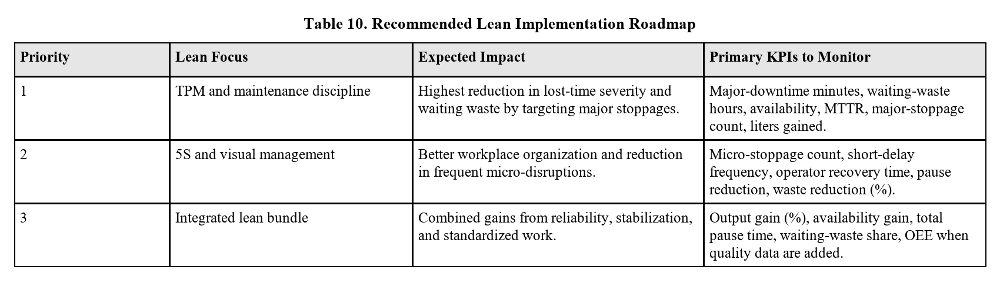 Table 10. Recommended Lean Implementation Roadmap
Priority
Lean Focus
Expected Impact
Primary KPIs to Monitor
1
TPM and maintenance discipline
Highest reduction in lost-time severity and
waiting waste by targeting major stoppages.
Major-downtime minutes, waiting-waste
hours, availability, MTTR, major-stoppage
count, liters gained.
2
5S and visual management
Better workplace organization and reduction
in frequent micro-disruptions.
Micro-stoppage count, short-delay
frequency, operator recovery time, pause
reduction, waste reduction (%).
3
Integrated lean bundle
Combined gains from reliability, stabilization,
and standardized work.
Output gain (%), availability gain, total
pause time, waiting-waste share, OEE when
quality data are added.